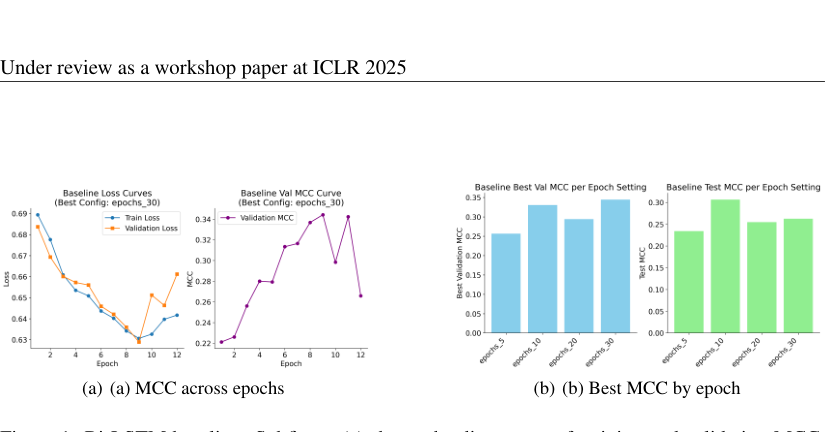 Under review as a workshop paper at ICLR 2025
Baseline Loss Curves
(Best Config: epochs_30)
Train Loss
Validation Loss
0.69
0.68
0.67
0.66
0.65
0.64
0.63
Loss
2 4 6 8 10 12
Epoch
Baseline Val MCC Curve
(Best Config: epochs_30)
Validation MCC
0.34
0.32
0.30
0.28
0.26
0.24
0.22
MCC
2 4 6 8 10 12
Epoch
(a) (a) MCC across epochs
Baseline Best Val MCC per Epoch Setting
0.35
0.30
0.25
0.20
0.15
0.10
0.05
0.00
Best Validation MCC
epochs_5 epochs_10 epochs_20 epochs_30
Baseline Test MCC per Epoch Setting
0.30
0.25
0.20
0.15
0.10
0.05
0.00
Test MCC
epochs_5 epochs_10 epochs_20 epochs_30
(b) (b) Best MCC by epoch